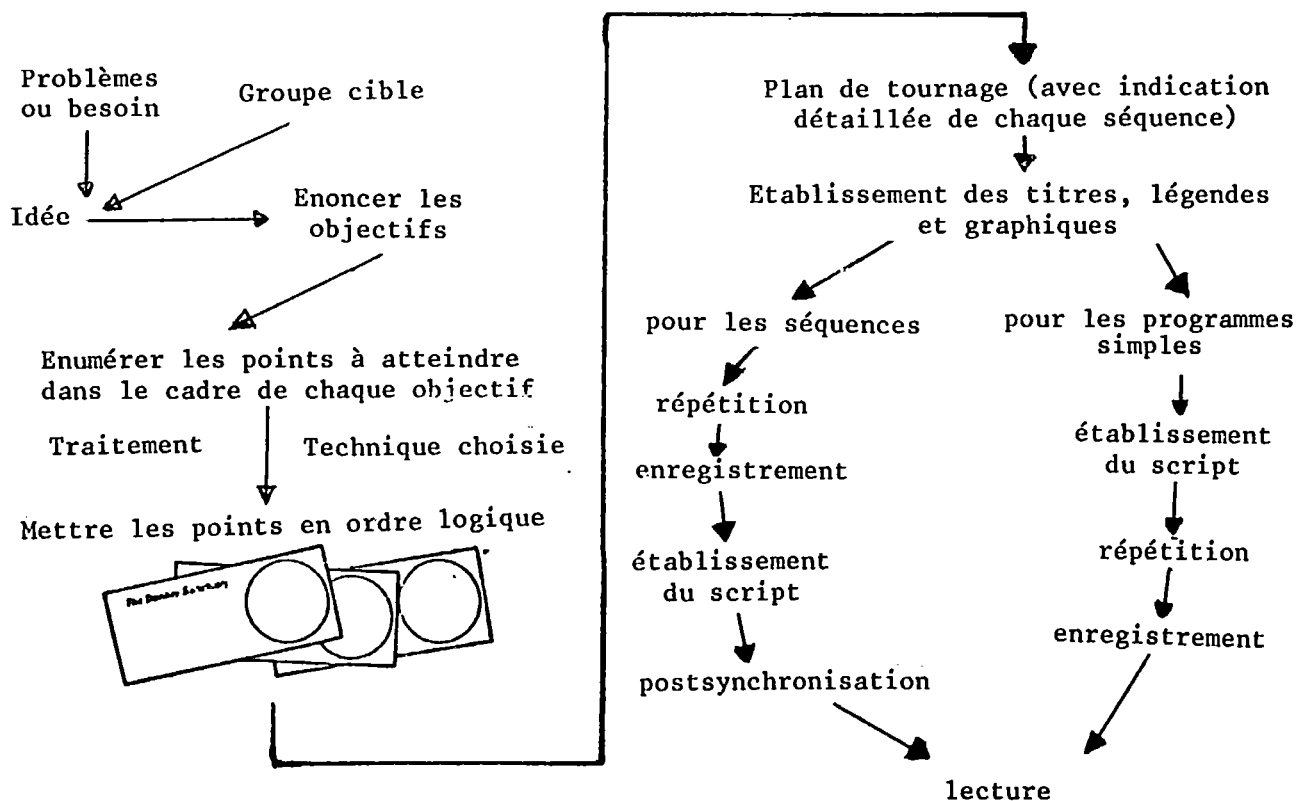 Problèmes
ou besoin
Groupe cible
Idée
Enoncer les
objectifs
Enumérer les points à atteindre
dans le cadre de chaque objectif
Traitement
Technique choisie
Mettre les points en ordre logique
Plan de tournage (avec indication
détaillée de chaque séquence)
Etablissement des titres, légendes
et graphiques
pour les séquences
répétition
enregistrement
établissement
du script
postsynchronisation
pour les programmes
simples
établissement
du script
répétition
enregistrement
lecture